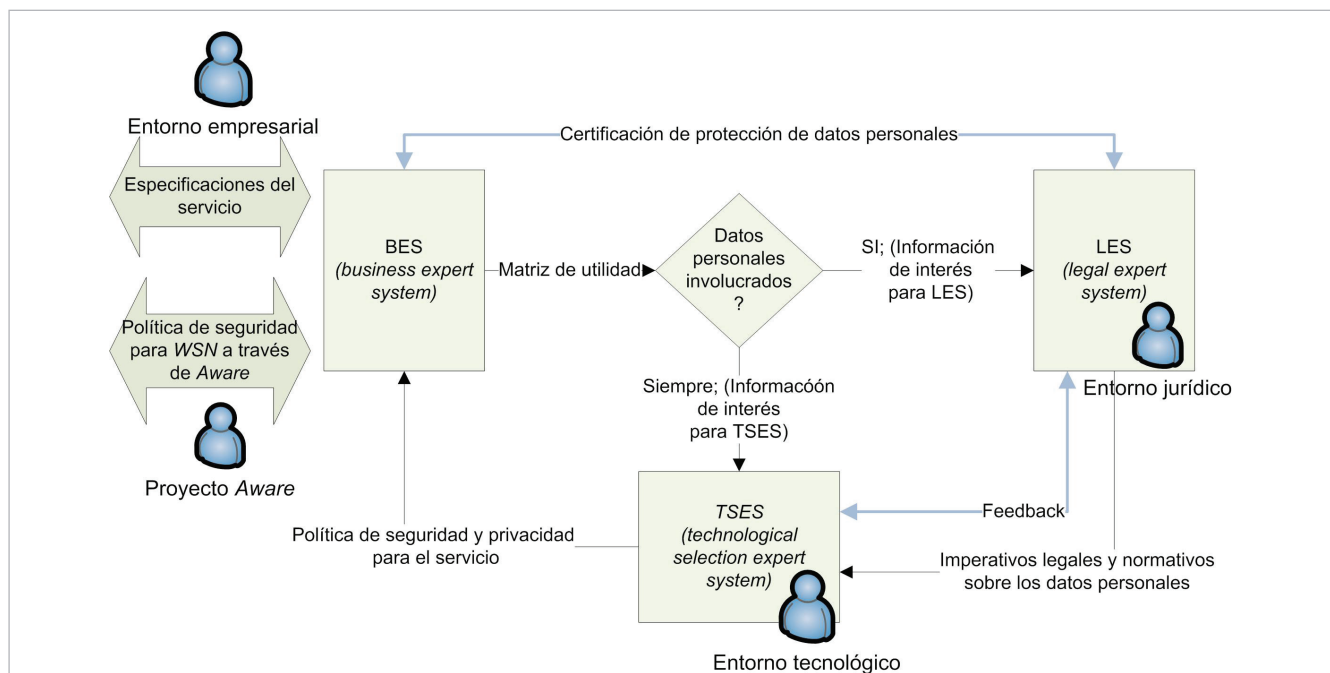 Entorno empresarial
Especificaciones del
servicio
Política de seguridad
para WSN a través
de Aware
Proyecto Aware
Certificación de protección de datos personales
BES
(business expert
system)
Matriz de utilidad
Datos
personales
involucrados
?
SI; (Información
de interés
para LES)
LES
(legal expert
system)
Entorno jurídico
Siempre; (Informacóón
de interés
para TSES)
TSES
(technological
selection expert
system)
Entorno tecnológico
Política de seguridad y privacidad
para el servicio
Feedback
Imperativos legales y normativos
sobre los datos personales